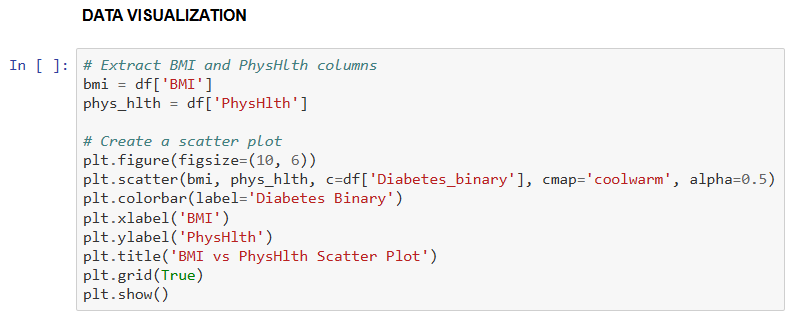 DATA VISUALIZATION
In [ ]: # Extract BMI and PhysHlth columns
bmi = df['BMI']
phys_hlth = df['PhysHlth']
# Create a scatter plot
plt.figure(figsize=(10, 6))
plt.scatter(bmi, phys_hlth, c=df['Diabetes_binary'], cmap='coolwarm', alpha=0.5)
plt.colorbar(label='Diabetes Binary')
plt.xlabel('BMI')
plt.ylabel('PhysHlth')
plt.title('BMI vs PhysHlth Scatter Plot')
plt.grid(True)
plt.show()